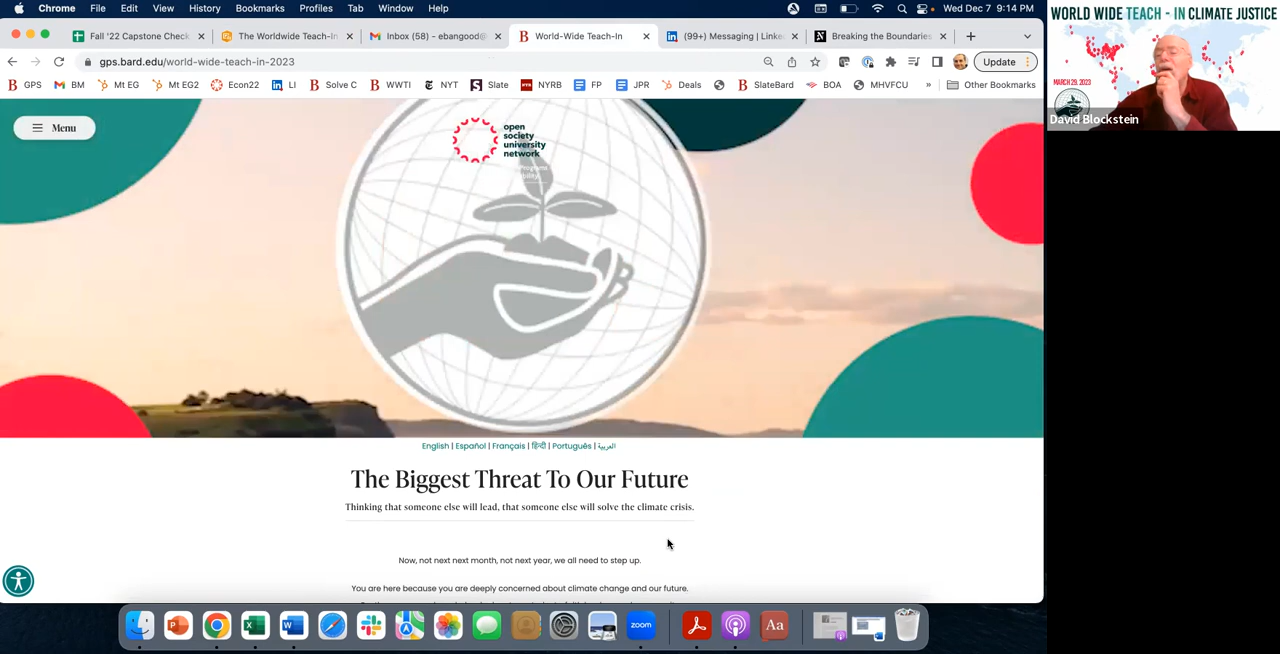 Chrome File Edit View History Bookmarks Profiles Tab Window Help
Wed Dec 7 9:14 PM
Fall '22 Capstone Check
The Worldwide Teach-In
Inbox (58) - ebangood@
World-Wide Teach-In
(99+) Messaging | Linke
Breaking the Boundaries
gps.bard.edu/world-wide-teach-in-2023
Update
GPS BM Mt EG Mt EG2 Econ22 LI Solve C WWTI NYT Slate NYRB FP JPR Deals SlateBard BOA MHVFCU » Other Bookmarks
Menu
open
society
university
network
English | Español | Français | हिन्दी | Português | العربية
The Biggest Threat To Our Future
Thinking that someone else will lead, that someone else will solve the climate crisis.
Now, not next next month, not next year, we all need to step up.
You are here because you are deeply concerned about climate change and our future.
zoom
Aa
WORLD WIDE TEACH - IN CLIMATE JUSTICE
MARCH 29, 2023
David Blockstein